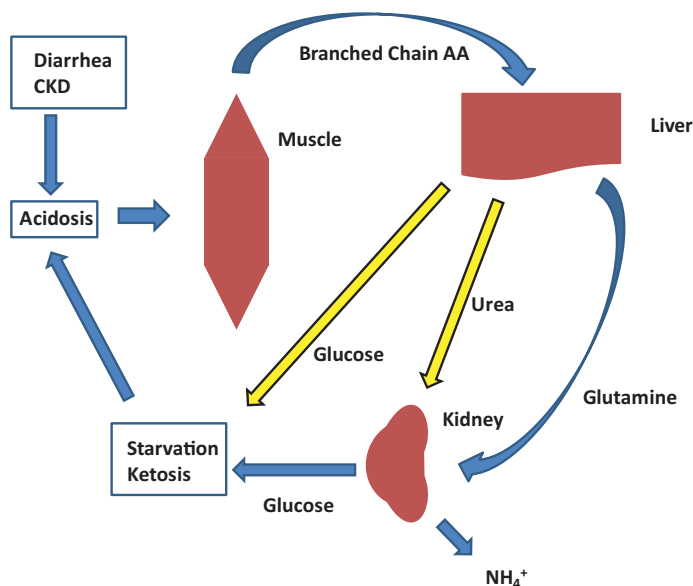 Diarrhea
CKD
Branched Chain AA
Muscle
Liver
Acidosis
Urea
Glucose
Glutamine
Kidney
Starvation
Ketosis
Glucose
NH₄⁺